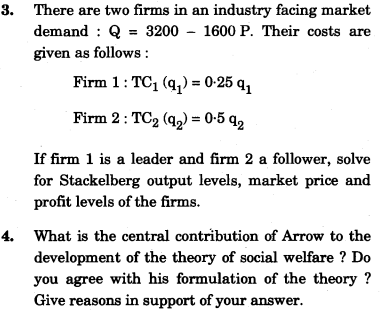 3. There are two firms in an industry facing market
demand : Q = 3200 – 1600 P. Their costs are
given as follows :
Firm 1 : TC₁ (q₁) = 0·25 q₁
Firm 2 : TC₂ (q₂) = 0·5 q₂
If firm 1 is a leader and firm 2 a follower, solve
for Stackelberg output levels, market price and
profit levels of the firms.
4. What is the central contribution of Arrow to the
development of the theory of social welfare ? Do
you agree with his formulation of the theory ?
Give reasons in support of your answer.